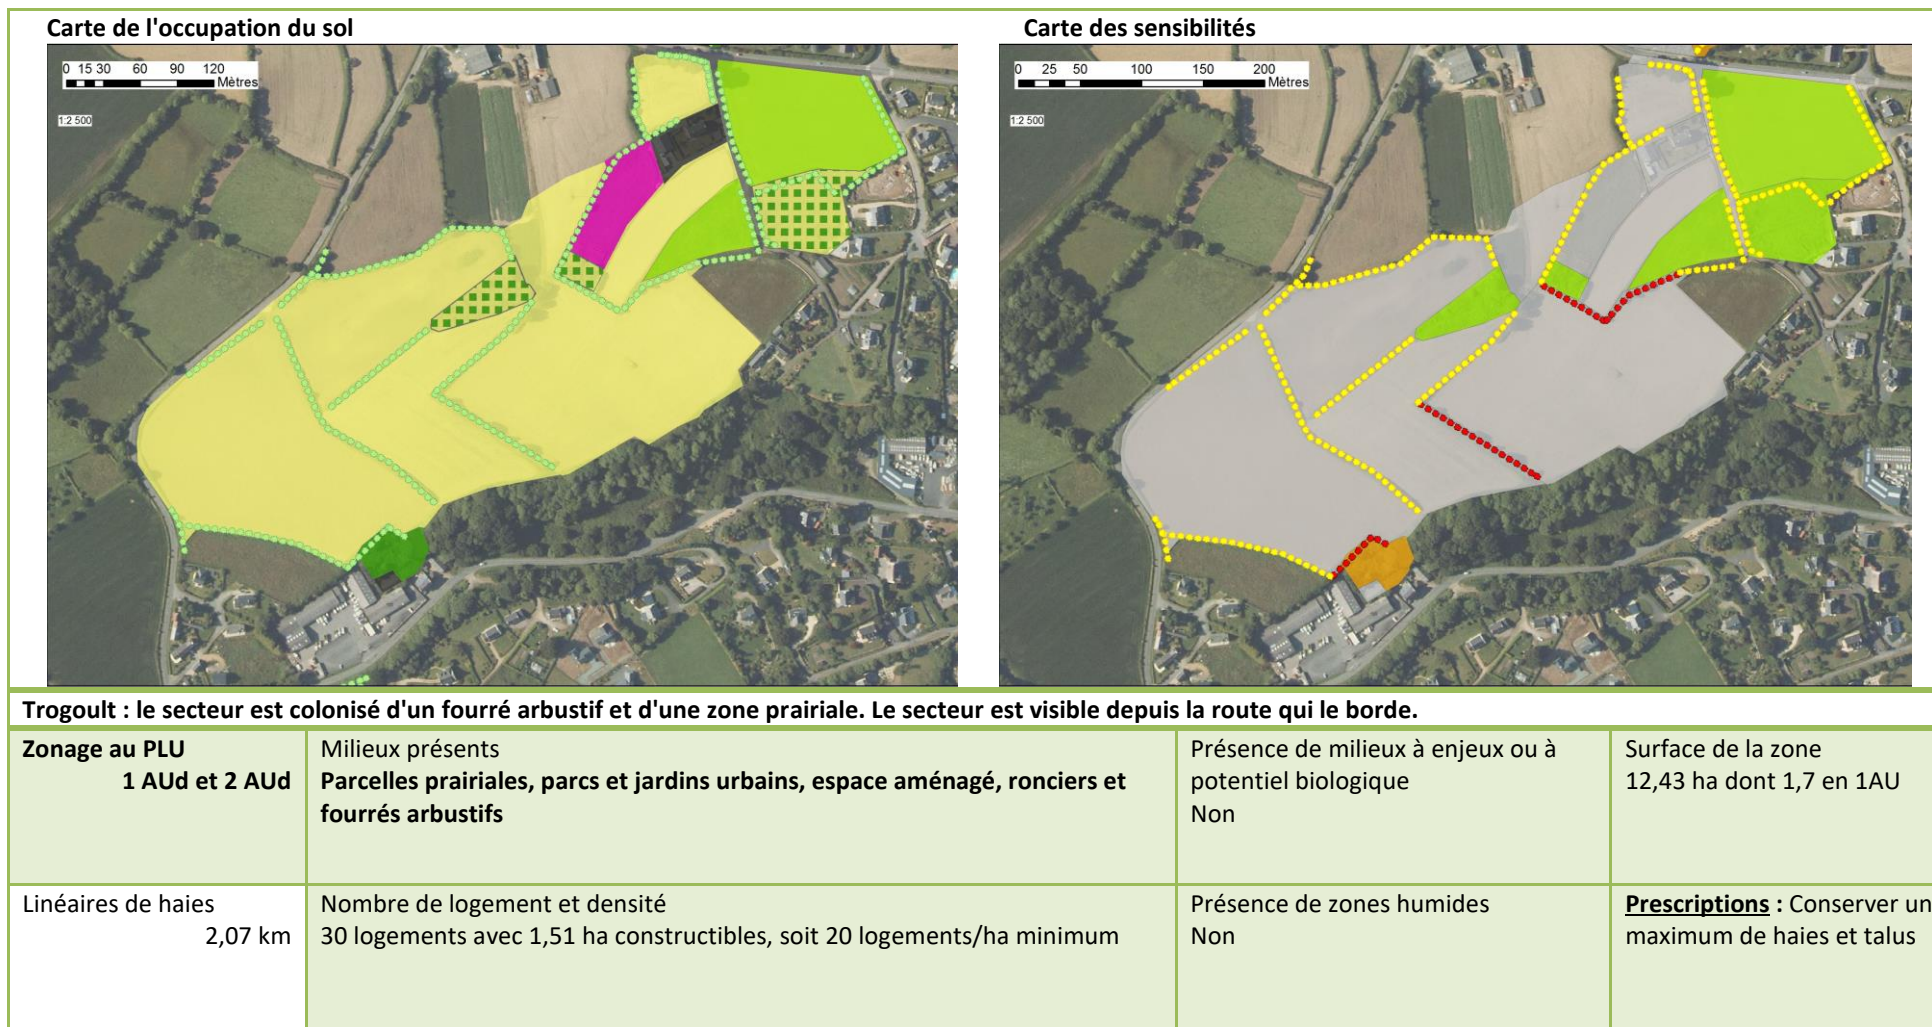 Carte de l'occupation du sol
Carte des sensibilités
0 15 30 60 90 120
Mètres
1:2 500
0 25 50 100 150 200
Mètres
1:2 500
Trogoult : le secteur est colonisé d'un fourré arbustif et d'une zone prairiale. Le secteur est visible depuis la route qui le borde.
Zonage au PLU
1 AUd et 2 AUd
Milieux présents
Parcelles prairiales, parcs et jardins urbains, espace aménagé, ronciers et
fourrés arbustifs
Présence de milieux à enjeux ou à
potentiel biologique
Non
Surface de la zone
12,43 ha dont 1,7 en 1AU
Linéaires de haies
2,07 km
Nombre de logement et densité
30 logements avec 1,51 ha constructibles, soit 20 logements/ha minimum
Présence de zones humides
Non
Prescriptions : Conserver un
maximum de haies et talus